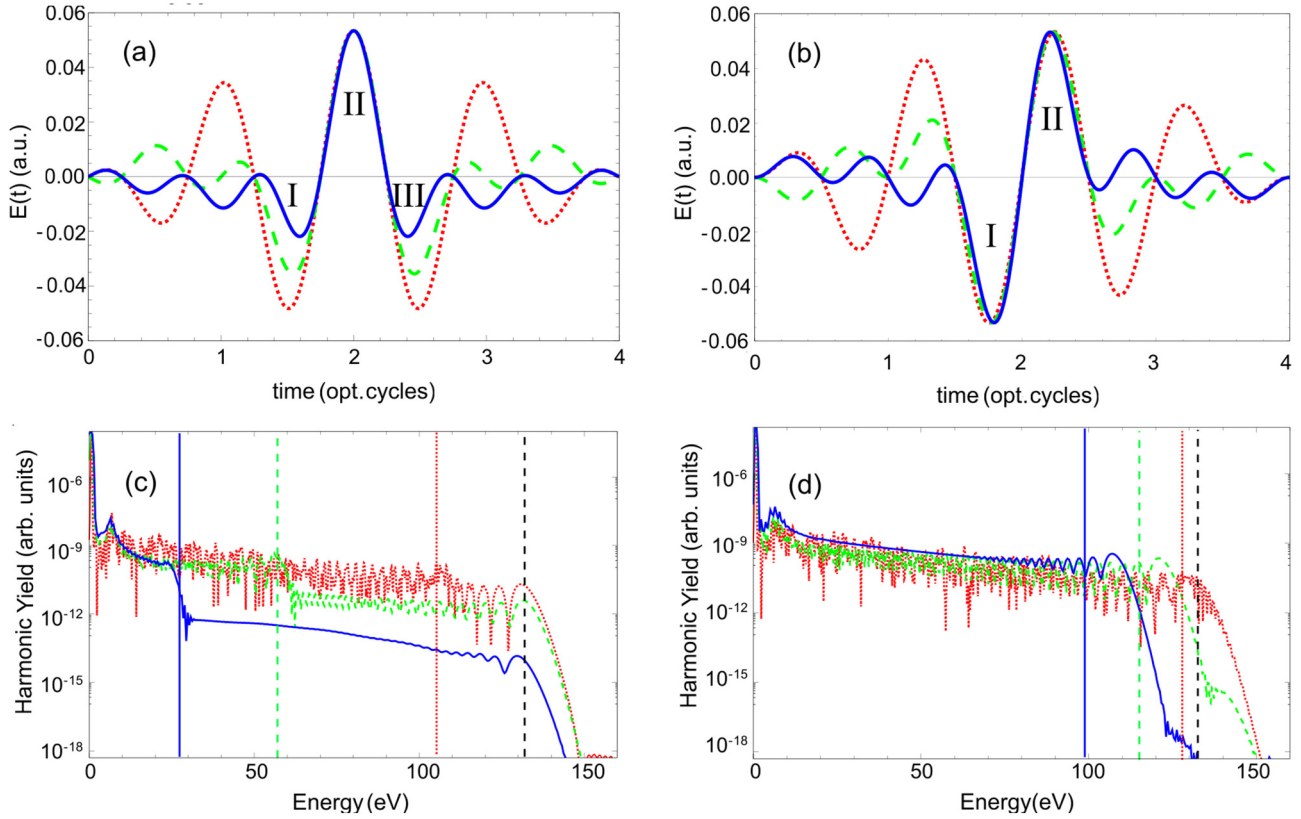 (a)
0.06
0.04
0.02
0.00
-0.02
-0.04
-0.06
E(t) (a.u.)
I
II
III
0
1
2
3
4
time (opt.cycles)
(b)
0.06
0.04
0.02
0.00
-0.02
-0.04
-0.06
E(t) (a.u.)
I
II
0
1
2
3
4
time (opt.cycles)
(c)
10-6
10-9
10-12
10-15
10-18
Harmonic Yield (arb. units)
0
50
100
150
Energy (eV)
(d)
10-6
10-9
10-12
10-15
10-18
Harmonic Yield (arb. units)
0
50
100
150
Energy(eV)